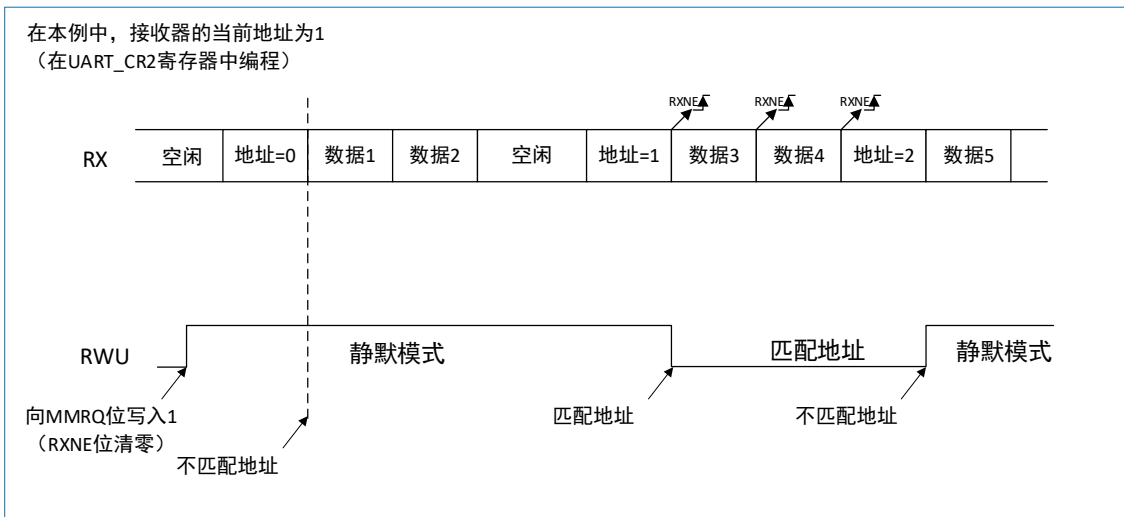 在本例中，接收器的当前地址为1
（在UART_CR2寄存器中编程）
RXNE RXNE RXNE
RX 空闲 地址=0 数据1 数据2 空闲 地址=1 数据3 数据4 地址=2 数据5
RWU 静默模式 匹配地址 静默模式
向MMRQ位写入1
（RXNE位清零）
不匹配地址
匹配地址
不匹配地址